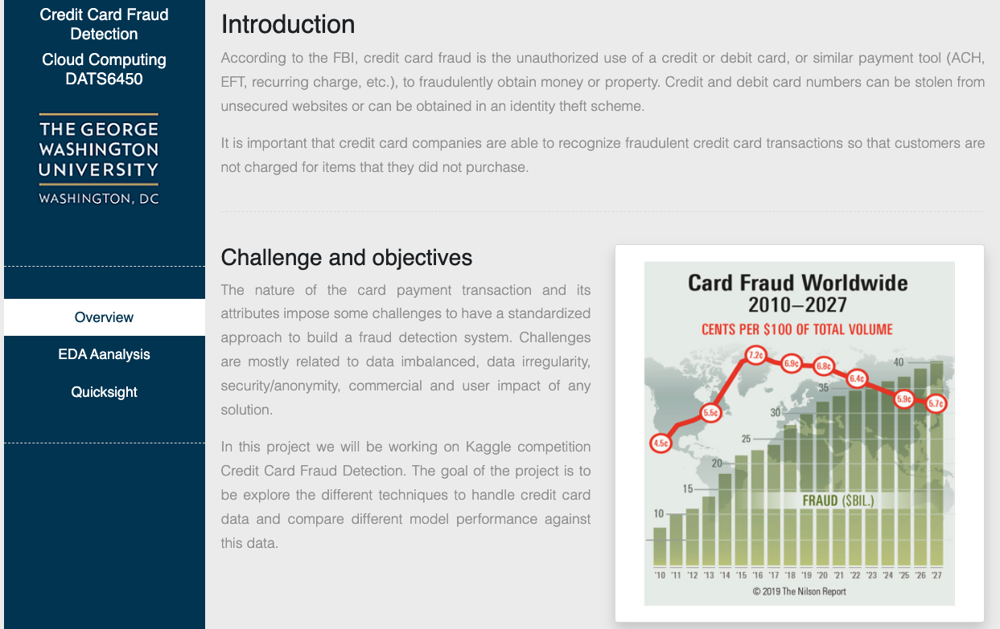 Credit Card Fraud
Detection
Cloud Computing
DATS6450
THE GEORGE
WASHINGTON
UNIVERSITY
WASHINGTON, DC
Overview
EDA Aanalysis
Quicksight
Introduction
According to the FBI, credit card fraud is the unauthorized use of a credit or debit card, or similar payment tool (ACH,
EFT, recurring charge, etc.), to fraudulently obtain money or property. Credit and debit card numbers can be stolen from
unsecured websites or can be obtained in an identity theft scheme.
It is important that credit card companies are able to recognize fraudulent credit card transactions so that customers are
not charged for items that they did not purchase.
Challenge and objectives
The nature of the card payment transaction and its
attributes impose some challenges to have a standardized
approach to build a fraud detection system. Challenges
are mostly related to data imbalanced, data irregularity,
security/anonymity, commercial and user impact of any
solution.
In this project we will be working on Kaggle competition
Credit Card Fraud Detection. The goal of the project is to
be explore the different techniques to handle credit card
data and compare different model performance against
this data.
Card Fraud Worldwide
2010–2027
CENTS PER $100 OF TOTAL VOLUME
4.5¢
5.5¢
7.2¢
6.9¢
6.8¢
6.4¢
5.9¢
5.7¢
40
35
30
25
20
15
10
FRAUD ($BIL.)
'10 '11 '12 '13 '14 '15 '16 '17 '18 '19 '20 '21 '22 '23 '24 '25 '26 '27
© 2019 The Nilson Report